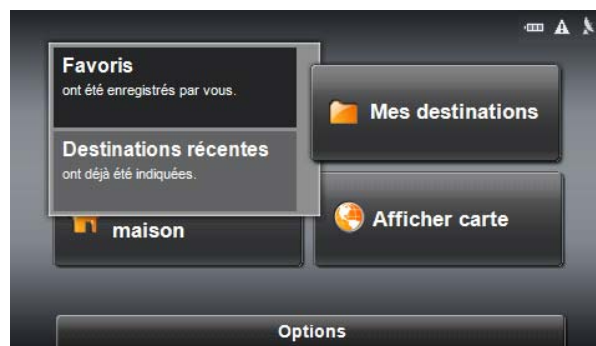 Favoris
ont été enregistrés par vous.
Mes destinations
Destinations récentes
ont déjà été indiquées.
maison
Afficher carte
Options